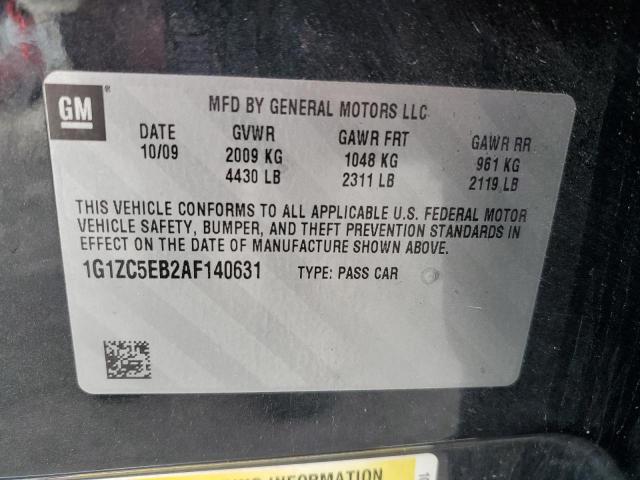 GM
®
MFD BY GENERAL MOTORS LLC
DATE GVWR GAWR FRT GAWR RR
10/09 2009 KG 1048 KG 961 KG
4430 LB 2311 LB 2119 LB
THIS VEHICLE CONFORMS TO ALL APPLICABLE U.S. FEDERAL MOTOR
VEHICLE SAFETY, BUMPER, AND THEFT PREVENTION STANDARDS IN
EFFECT ON THE DATE OF MANUFACTURE SHOWN ABOVE.
1G1ZC5EB2AF140631 TYPE: PASS CAR
INFORMATION